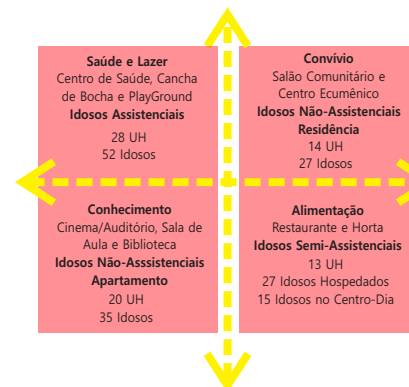 Saúde e Lazer
Centro de Saúde, Cancha
de Bocha e PlayGround
Idosos Assistenciais
28 UH
52 Idosos
Convívio
Salão Comunitário e
Centro Ecumênico
Idosos Não-Assistenciais
Residência
14 UH
27 Idosos
Conhecimento
Cinema/Auditório, Sala de
Aula e Biblioteca
Idosos Não-Asssistenciais
Apartamento
20 UH
35 Idosos
Alimentação
Restaurante e Horta
Idosos Semi-Assistenciais
13 UH
27 Idosos Hospedados
15 Idosos no Centro-Dia